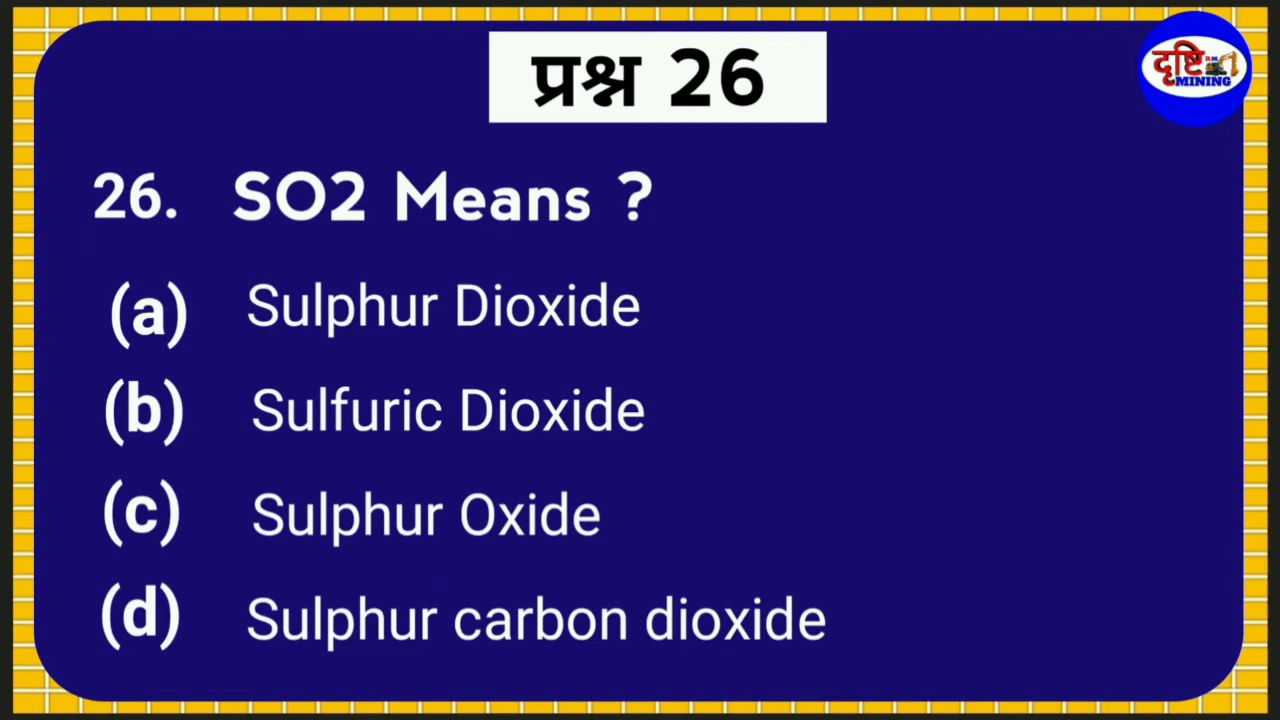 प्रश्न 26
दृष्टि D.M.
MINING
26. SO2 Means ?
(a) Sulphur Dioxide
(b) Sulfuric Dioxide
(c) Sulphur Oxide
(d) Sulphur carbon dioxide